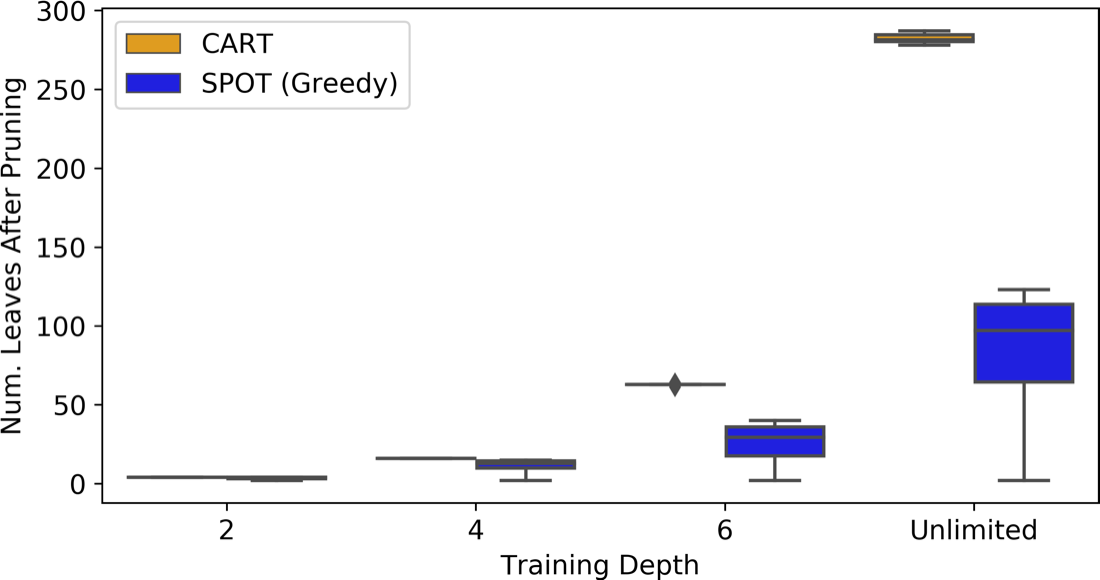 300
250
200
150
100
50
0
Num. Leaves After Pruning
CART
SPOT (Greedy)
2
4
6
Unlimited
Training Depth